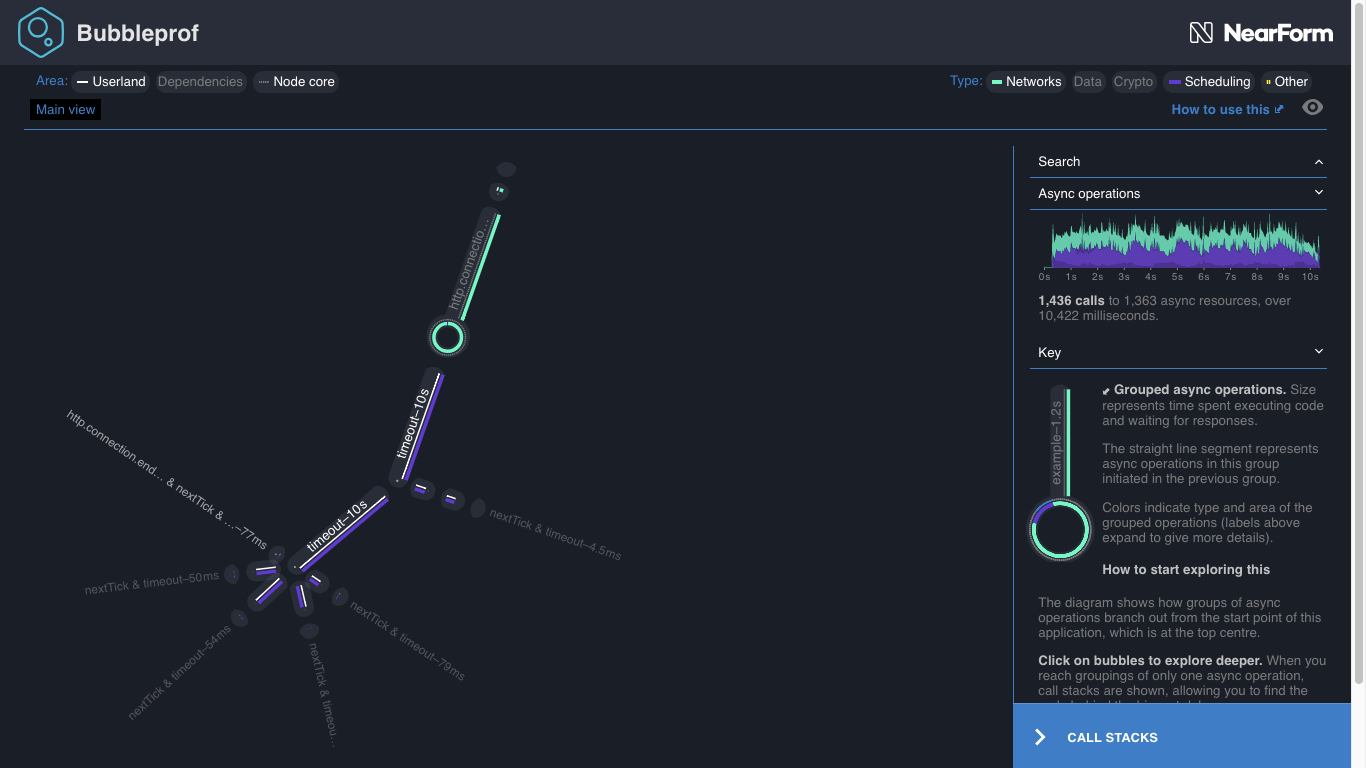 Bubbleprof
NearForm
Area: Userland Dependencies Node core
Type: Networks Data Crypto Scheduling Other
Main view
How to use this
Search
Async operations
0s 1s 2s 3s 4s 5s 6s 7s 8s 9s 10s
1,436 calls to 1,363 async resources, over
10,422 milliseconds.
Key
example–1.2s
Grouped async operations. Size
represents time spent executing code
and waiting for responses.
The straight line segment represents
async operations in this group
initiated in the previous group.
Colors indicate type and area of the
grouped operations (labels above
expand to give more details).
How to start exploring this
The diagram shows how groups of async
operations branch out from the start point of this
application, which is at the top centre.
Click on bubbles to explore deeper. When you
reach groupings of only one async operation,
call stacks are shown, allowing you to find the
CALL STACKS
http.connectio…
timeout–10s
timeout–10s
http.connection.end… & nextTick & …–77ms
nextTick & timeout–4.5ms
nextTick & timeout–50ms
nextTick & timeout–54ms
nextTick & timeou…
nextTick & timeout–79ms